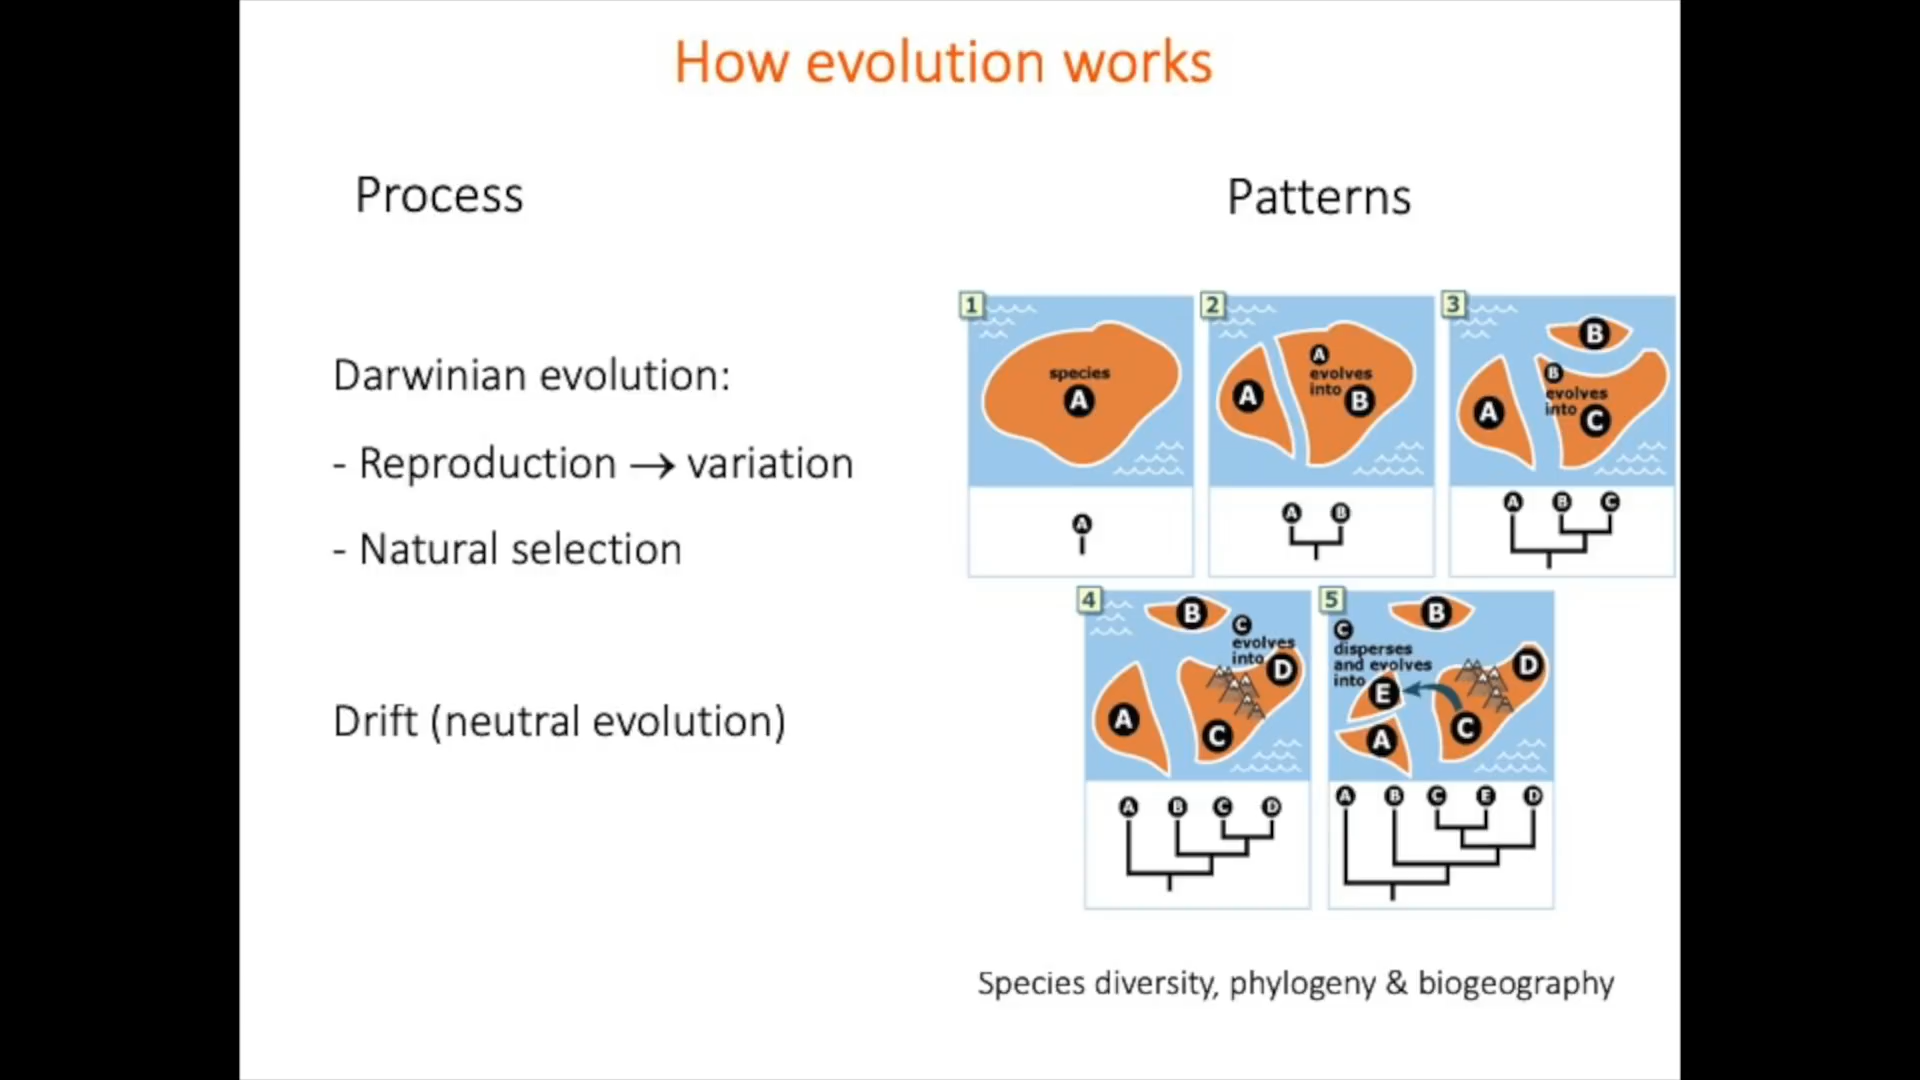 How evolution works
Process
Patterns
Darwinian evolution:
- Reproduction → variation
- Natural selection
Drift (neutral evolution)
1
species
A
A
2
A
A
evolves
into B
A B
3
B
A
B
evolves
into C
A B C
4
B
C
evolves
into D
A
C
A B C D
5
B
C
disperses
and evolves
into
E
D
A
C
A B C E D
Species diversity, phylogeny & biogeography